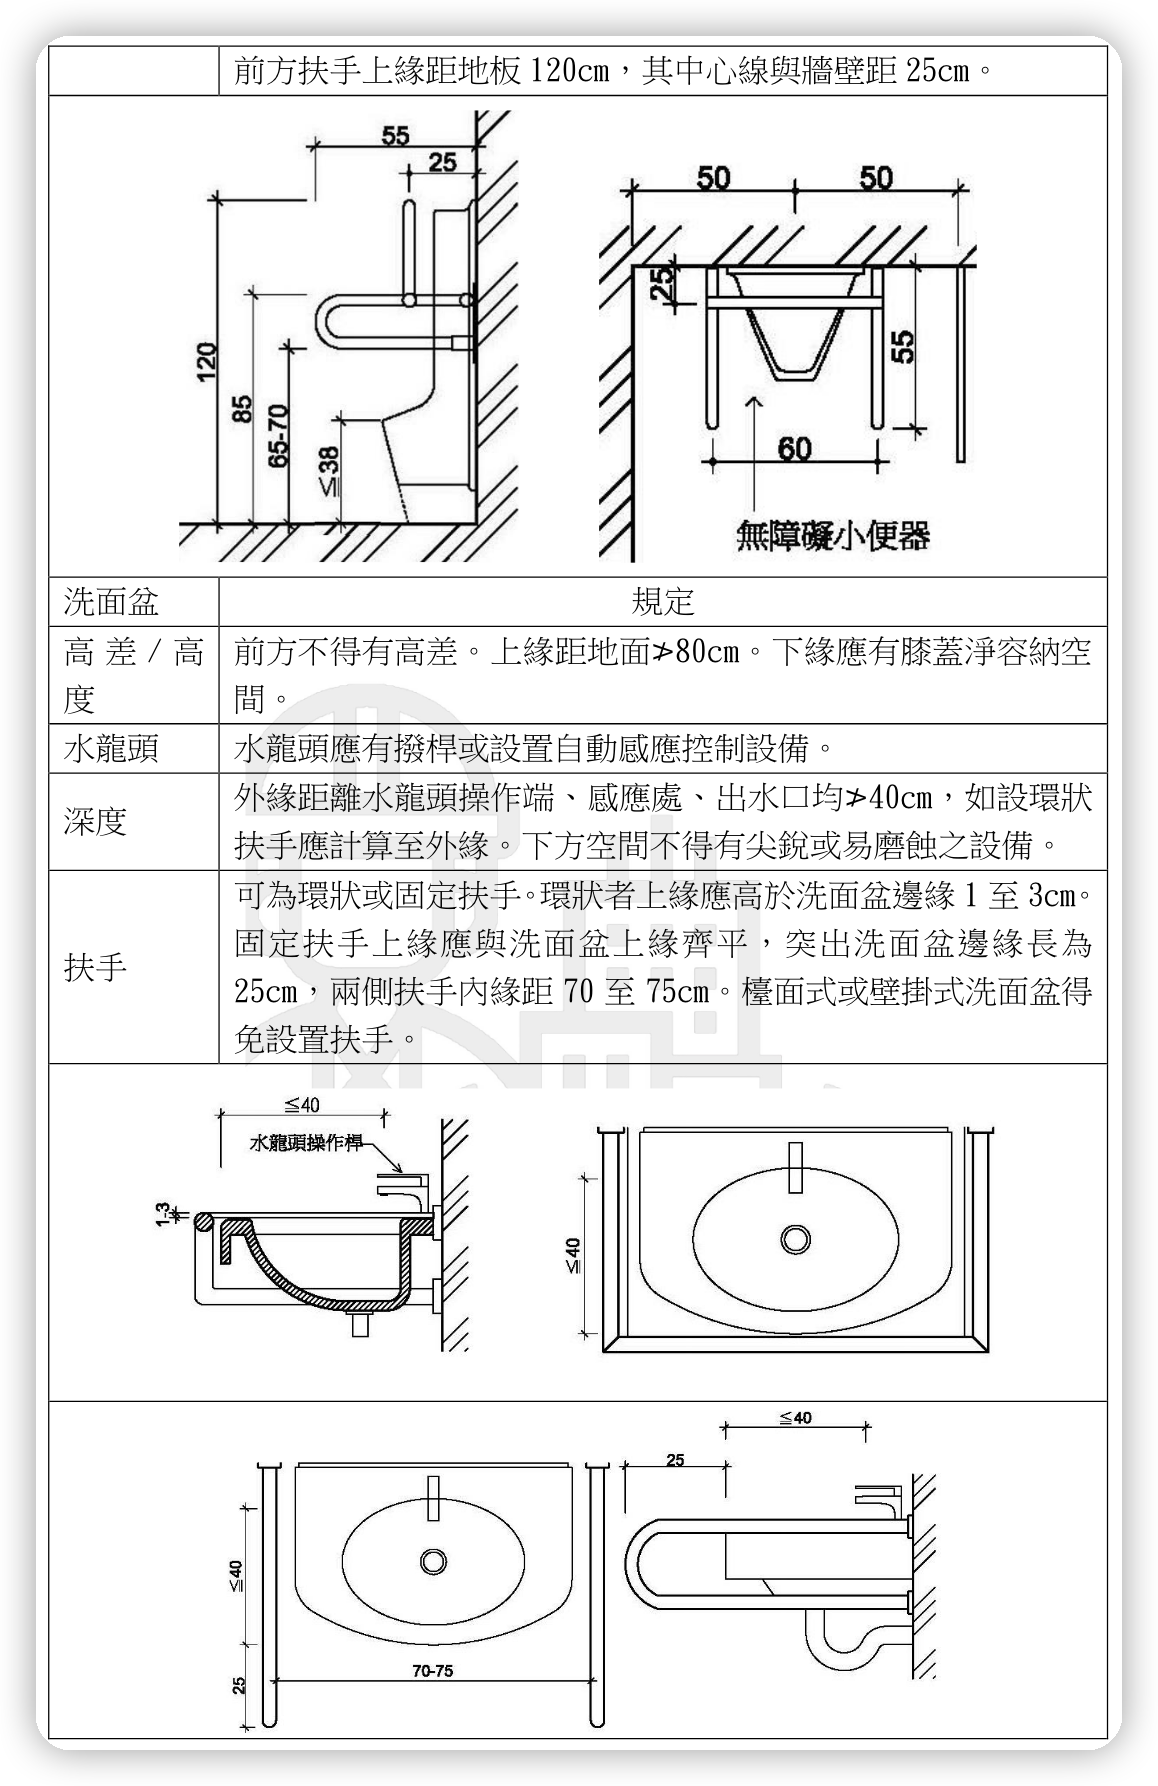 前方扶手上緣距地板 120cm，其中心線與牆壁距 25cm。
55
25
120
85
65-70
≦38
50
50
25
55
60
無障礙小便器
洗面盆
規定
高差/高
度
前方不得有高差。上緣距地面≯80cm。下緣應有膝蓋淨容納空
間。
水龍頭
水龍頭應有撥桿或設置自動感應控制設備。
深度
外緣距離水龍頭操作端、感應處、出水口均≯40cm，如設環狀
扶手應計算至外緣。下方空間不得有尖銳或易磨蝕之設備。
扶手
可為環狀或固定扶手。環狀者上緣應高於洗面盆邊緣 1 至 3cm。
固定扶手上緣應與洗面盆上緣齊平，突出洗面盆邊緣長為
25cm，兩側扶手內緣距 70 至 75cm。檯面式或壁掛式洗面盆得
免設置扶手。
≦40
水龍頭操作桿
1-3
≦40
≦40
25
70-75
≦40
25